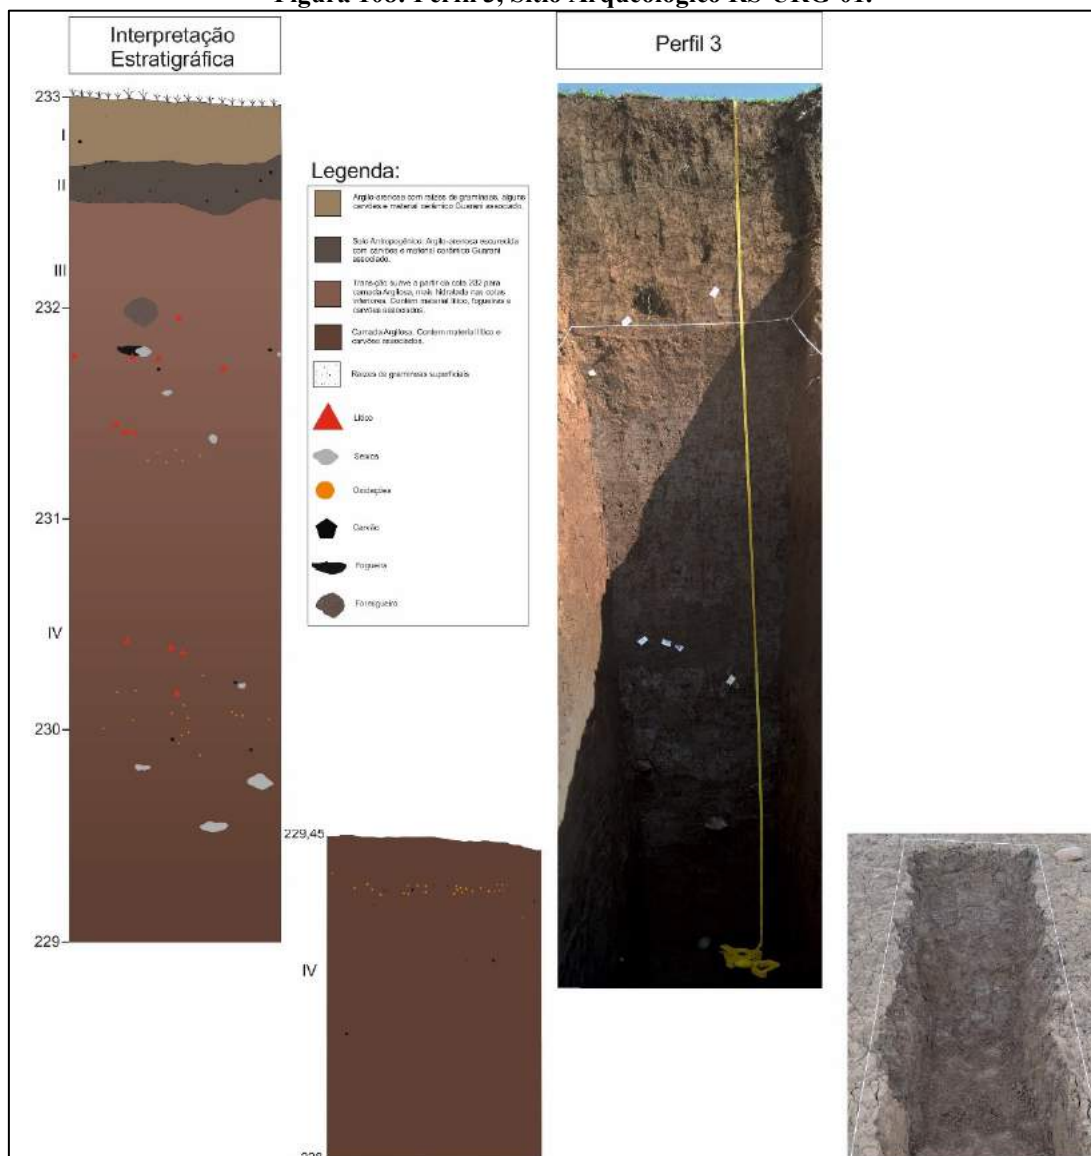 Figura 108: Perfil 3, Sítio Arqueológico RS-URG-01.
Interpretação
Estratigráfica
Perfil 3
233
I
II
III
232
231
IV
230
229
Legenda:
Argilo-arenosa com raízes de gramíneas, alguns
carvões e material cerâmico Guarani associado.
Solo Antropogênico. Argilo-arenosa escurecida
com carvões e material cerâmico Guarani
associado.
Transição suave a partir da cota 232 para
camada Argilosa, mais hidratada nas cotas
inferiores. Contém material lítico, fogueiras e
carvões associados.
Camada Argilosa. Contém material lítico e
carvões associados.
Raízes de gramíneas superficiais
Lítico
Seixos
Oxidações
Carvão
Fogueira
Formigueiro
229,45
IV